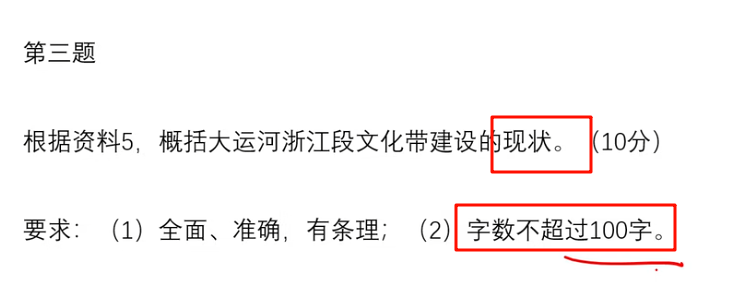 第三题
根据资料5，概括大运河浙江段文化带建设的现状。（10分）
要求：（1）全面、准确，有条理；（2）字数不超过100字。